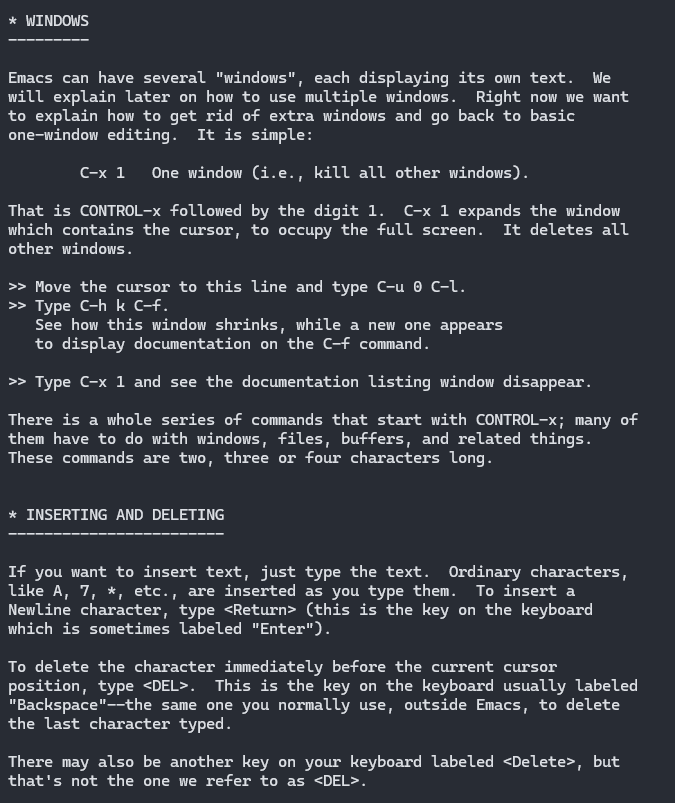 * WINDOWS
---------
Emacs can have several "windows", each displaying its own text.  We
will explain later on how to use multiple windows.  Right now we want
to explain how to get rid of extra windows and go back to basic
one-window editing.  It is simple:
        C-x 1   One window (i.e., kill all other windows).
That is CONTROL-x followed by the digit 1.  C-x 1 expands the window
which contains the cursor, to occupy the full screen.  It deletes all
other windows.
>> Move the cursor to this line and type C-u 0 C-l.
>> Type C-h k C-f.
   See how this window shrinks, while a new one appears
   to display documentation on the C-f command.
>> Type C-x 1 and see the documentation listing window disappear.
There is a whole series of commands that start with CONTROL-x; many of
them have to do with windows, files, buffers, and related things.
These commands are two, three or four characters long.
* INSERTING AND DELETING
------------------------
If you want to insert text, just type the text.  Ordinary characters,
like A, 7, *, etc., are inserted as you type them.  To insert a
Newline character, type <Return> (this is the key on the keyboard
which is sometimes labeled "Enter").
To delete the character immediately before the current cursor
position, type <DEL>.  This is the key on the keyboard usually labeled
"Backspace"--the same one you normally use, outside Emacs, to delete
the last character typed.
There may also be another key on your keyboard labeled <Delete>, but
that's not the one we refer to as <DEL>.